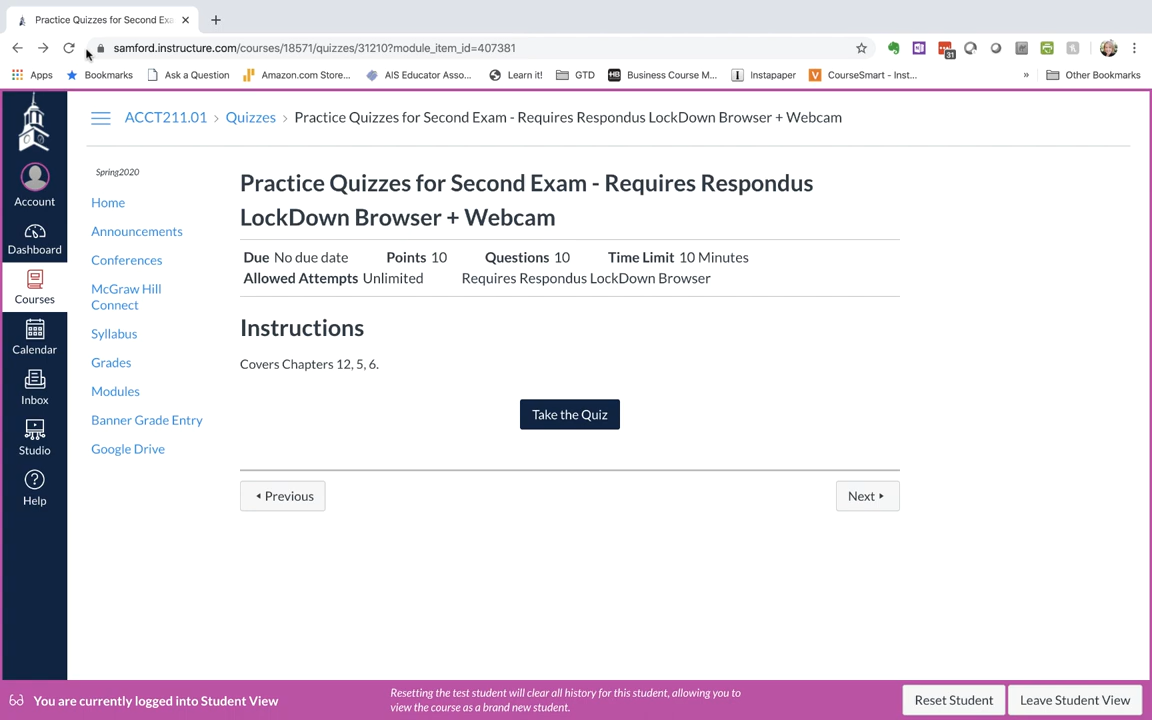 Practice Quizzes for Second Exa
samford.instructure.com/courses/18571/quizzes/31210?module_item_id=407381
31
Apps Bookmarks Ask a Question Amazon.com Store... AIS Educator Asso... Learn it! GTD HB Business Course M... Instapaper CourseSmart - Inst... » Other Bookmarks
ACCT211.01 › Quizzes › Practice Quizzes for Second Exam - Requires Respondus LockDown Browser + Webcam
Account
Dashboard
Courses
Calendar
Inbox
Studio
Help
Spring2020
Home
Announcements
Conferences
McGraw Hill
Connect
Syllabus
Grades
Modules
Banner Grade Entry
Google Drive
Practice Quizzes for Second Exam - Requires Respondus
LockDown Browser + Webcam
Due No due date Points 10 Questions 10 Time Limit 10 Minutes
Allowed Attempts Unlimited Requires Respondus LockDown Browser
Instructions
Covers Chapters 12, 5, 6.
Take the Quiz
Previous
Next
You are currently logged into Student View
Resetting the test student will clear all history for this student, allowing you to
view the course as a brand new student.
Reset Student
Leave Student View